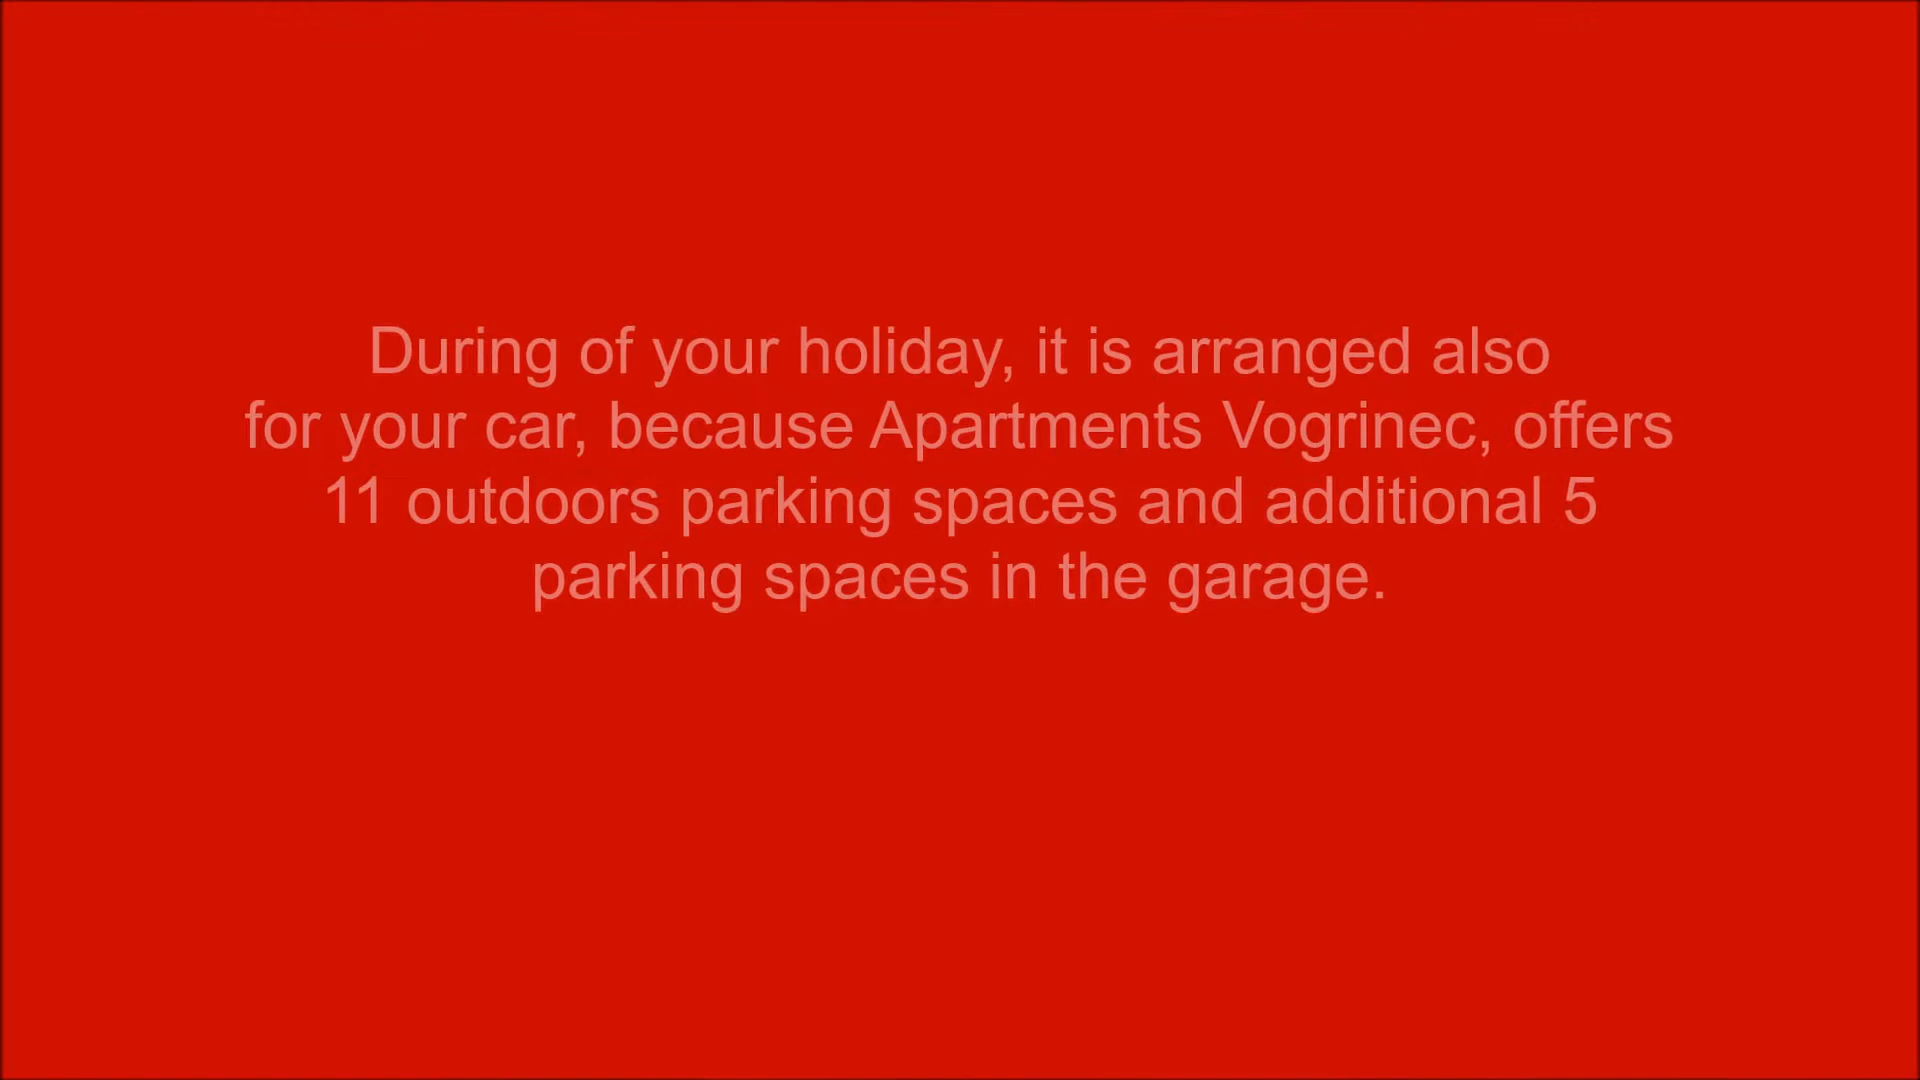 During of your holiday, it is arranged also
for your car, because Apartments Vogrinec, offers
11 outdoors parking spaces and additional 5
parking spaces in the garage.